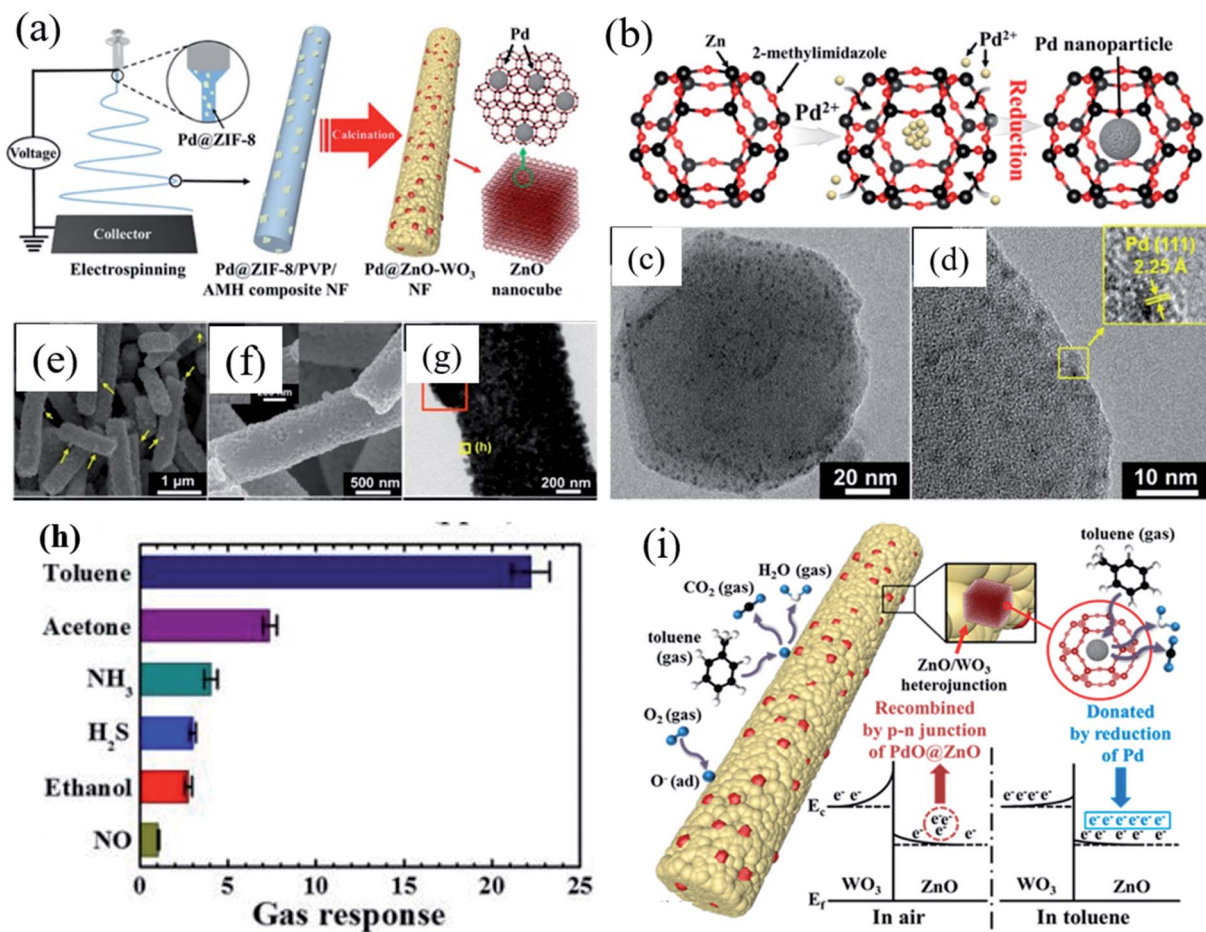 (a)
Pd@ZIF-8
Voltage
Collector
Electrospinning
Calcination
Pd@ZIF-8/PVP/
AMH composite NF
Pd@ZnO-WO₃
NF
Pd
ZnO
nanocube
(b)
Zn
2-methylimidazole
Pd²⁺
Pd²⁺
Reduction
Pd nanoparticle
(c)
20 nm
(d)
Pd (111)
2.25 Å
10 nm
(e)
1 μm
(f)
200 nm
500 nm
(g)
(h)
200 nm
(h)
Toluene
Acetone
NH₃
H₂S
Ethanol
NO
0 5 10 15 20 25
Gas response
(i)
CO₂ (gas)
H₂O (gas)
toluene
(gas)
O₂ (gas)
O⁻ (ad)
toluene (gas)
ZnO/WO₃
heterojunction
Recombined
by p-n junction
of PdO@ZnO
Donated
by reduction
of Pd
E_c
e⁻ e⁻
e⁻
e⁻e⁻
e⁻
e⁻
e⁻e⁻e⁻e⁻
e⁻ e⁻ e⁻ e⁻ e⁻ e⁻
e⁻ e⁻ e⁻ e⁻
E_f
WO₃
ZnO
In air
WO₃
ZnO
In toluene